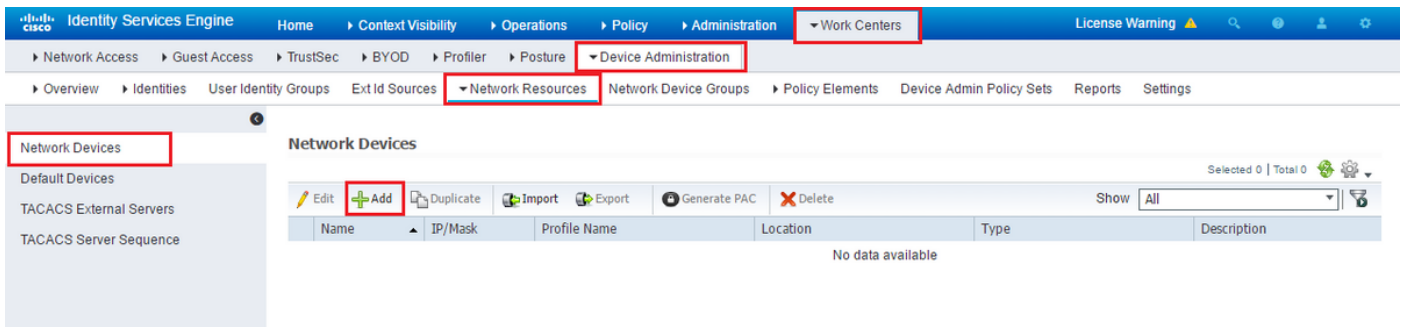 cisco Identity Services Engine Home Context Visibility Operations Policy Administration Work Centers License Warning
Network Access Guest Access TrustSec BYOD Profiler Posture Device Administration
Overview Identities User Identity Groups Ext Id Sources Network Resources Network Device Groups Policy Elements Device Admin Policy Sets Reports Settings
Network Devices
Default Devices
TACACS External Servers
TACACS Server Sequence
Network Devices
Selected 0 | Total 0
Edit Add Duplicate Import Export Generate PAC Delete Show All
Name IP/Mask Profile Name Location Type Description
No data available